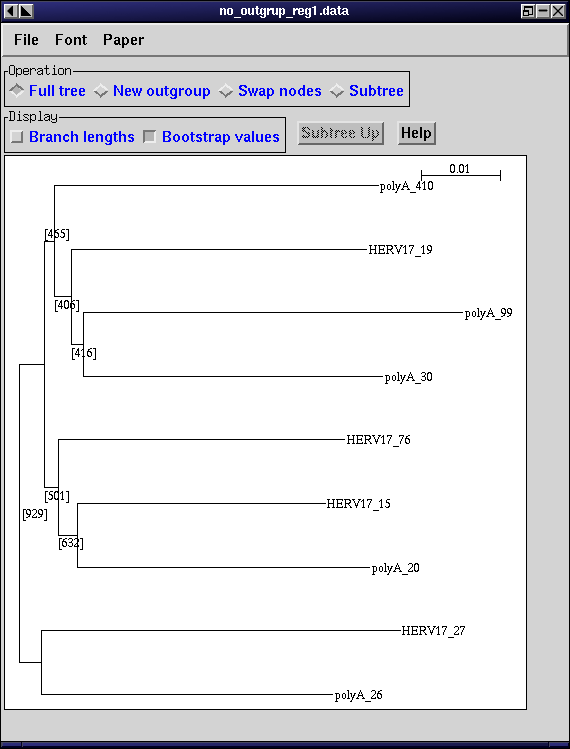 no_outgrup_reg1.data
File Font Paper
Operation
Full tree New outgroup Swap nodes Subtree
Display
Branch lengths Bootstrap values Subtree Up Help
0.01
polyA_410
[465]
HERV17_19
[406]
polyA_99
[416]
polyA_30
HERV17_76
[501]
HERV17_15
[929]
[632]
polyA_20
HERV17_27
polyA_26